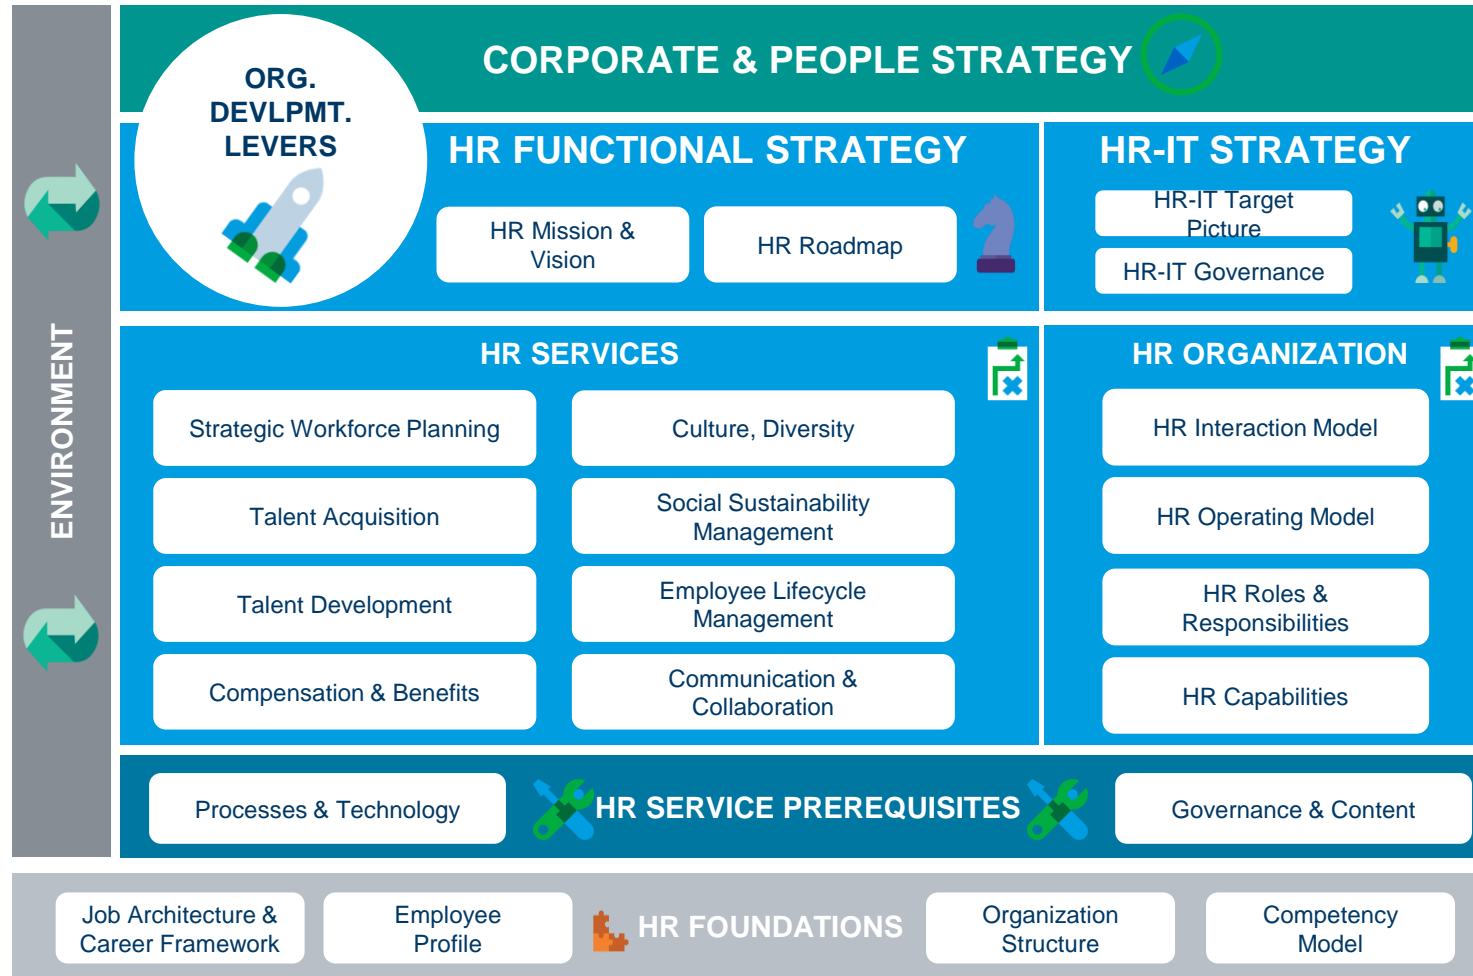 CORPORATE & PEOPLE STRATEGY
ORG.
DEVLPMT.
LEVERS
HR FUNCTIONAL STRATEGY
HR Mission &
Vision
HR Roadmap
HR-IT STRATEGY
HR-IT Target
Picture
HR-IT Governance
ENVIRONMENT
HR SERVICES
Strategic Workforce Planning
Culture, Diversity
Talent Acquisition
Social Sustainability
Management
Talent Development
Employee Lifecycle
Management
Compensation & Benefits
Communication &
Collaboration
HR ORGANIZATION
HR Interaction Model
HR Operating Model
HR Roles &
Responsibilities
HR Capabilities
Processes & Technology
HR SERVICE PREREQUISITES
Governance & Content
Job Architecture &
Career Framework
Employee
Profile
HR FOUNDATIONS
Organization
Structure
Competency
Model